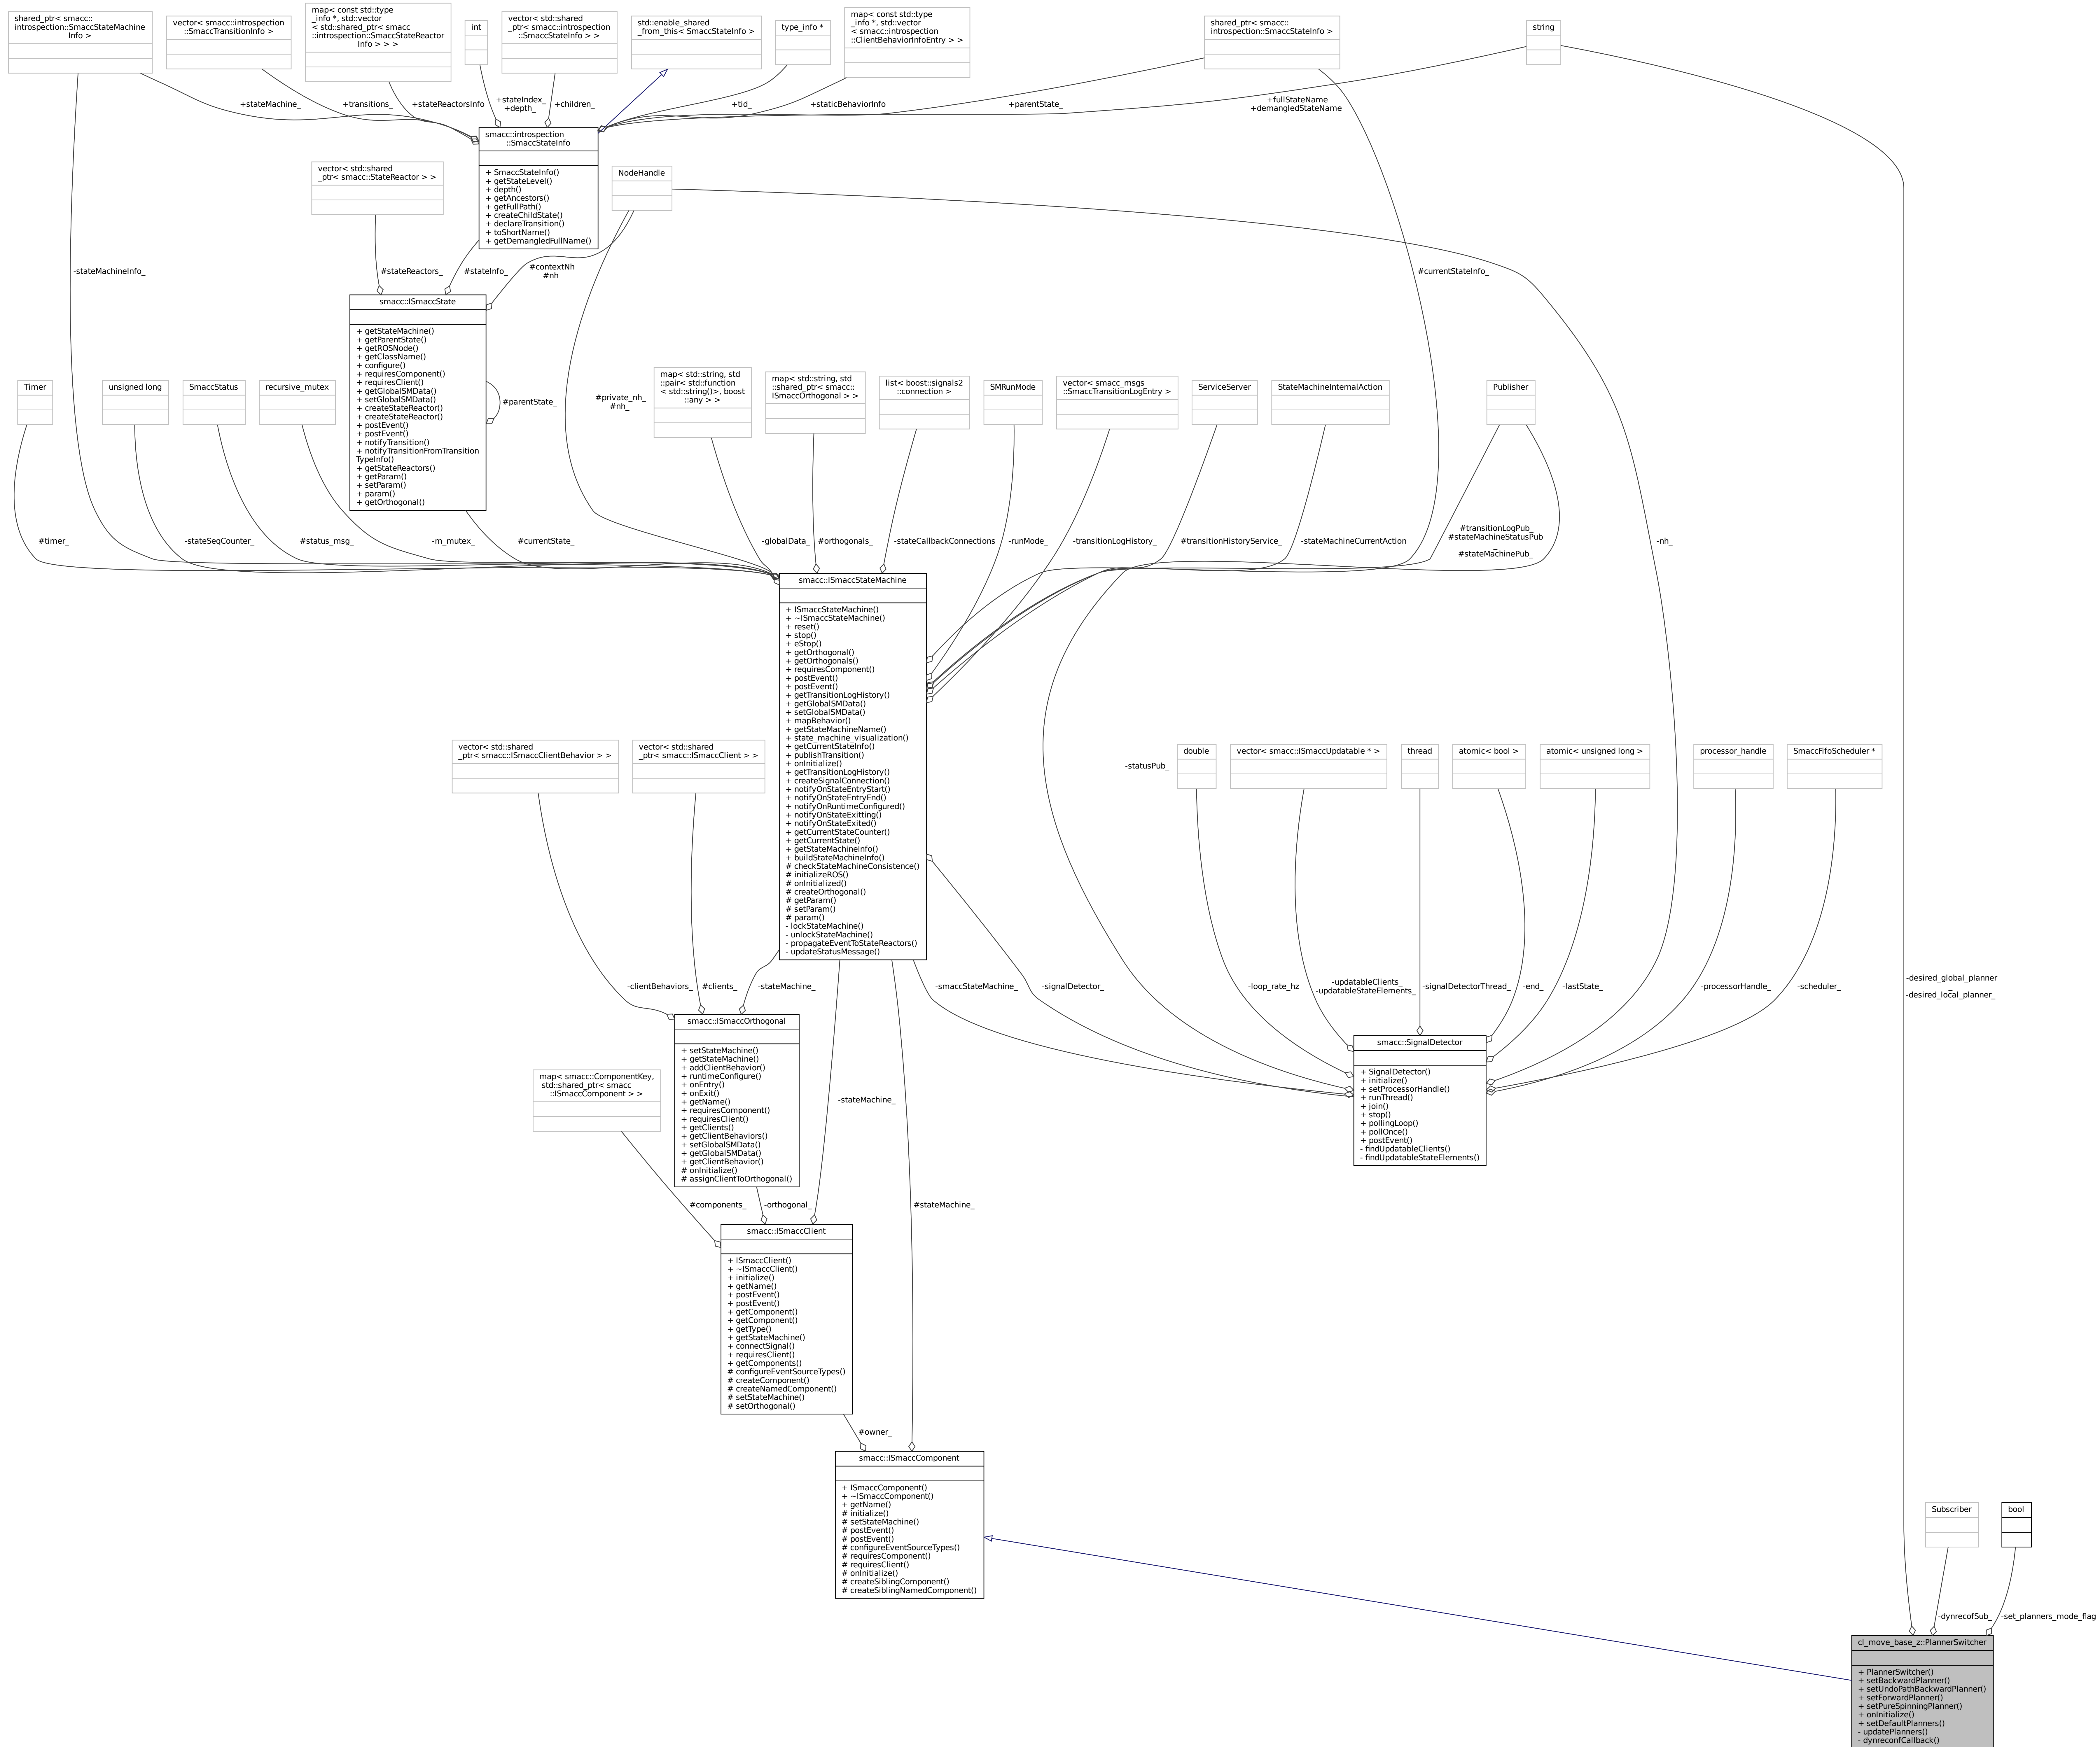 shared_ptr< smacc::
introspection::SmaccStateMachine
Info >
vector< smacc::introspection
::SmaccTransitionInfo >
map< const std::type
_info *, std::vector
< std::shared_ptr< smacc
::introspection::SmaccStateReactor
Info > > >
int
vector< std::shared
_ptr< smacc::introspection
::SmaccStateInfo > >
std::enable_shared
_from_this< SmaccStateInfo >
type_info *
map< const std::type
_info *, std::vector
< smacc::introspection
::ClientBehaviorInfoEntry > >
shared_ptr< smacc::
introspection::SmaccStateInfo >
string
+stateMachine_
+transitions_
+stateReactorsInfo
+stateIndex_
+depth_
+children_
+tid_
+staticBehaviorInfo
+parentState_
+fullStateName
+demangledStateName
smacc::introspection
::SmaccStateInfo
+ SmaccStateInfo()
+ getStateLevel()
+ depth()
+ getAncestors()
+ getFullPath()
+ createChildState()
+ declareTransition()
+ toShortName()
+ getDemangledFullName()
vector< std::shared
_ptr< smacc::StateReactor > >
NodeHandle
-stateMachineInfo_
#stateReactors_
#stateInfo_
#contextNh
#nh
#currentStateInfo_
smacc::ISmaccState
+ getStateMachine()
+ getParentState()
+ getROSNode()
+ getClassName()
+ configure()
+ requiresComponent()
+ requiresClient()
+ getGlobalSMData()
+ setGlobalSMData()
+ createStateReactor()
+ createStateReactor()
+ postEvent()
+ postEvent()
+ notifyTransition()
+ notifyTransitionFromTransition
TypeInfo()
+ getStateReactors()
+ getParam()
+ setParam()
+ param()
+ getOrthogonal()
#parentState_
Timer
unsigned long
SmaccStatus
recursive_mutex
#private_nh_
#nh_
map< std::string, std
::pair< std::function
< std::string()>, boost
::any > >
map< std::string, std
::shared_ptr< smacc::
ISmaccOrthogonal > >
list< boost::signals2
::connection >
SMRunMode
vector< smacc_msgs
::SmaccTransitionLogEntry >
ServiceServer
StateMachineInternalAction
Publisher
#timer_
-stateSeqCounter_
#status_msg_
-m_mutex_
#currentState_
-globalData_
#orthogonals_
-stateCallbackConnections
-runMode_
-transitionLogHistory_
#transitionHistoryService_
-stateMachineCurrentAction
#transitionLogPub_
#stateMachineStatusPub
_
#stateMachinePub_
-nh_
smacc::ISmaccStateMachine
+ ISmaccStateMachine()
+ ~ISmaccStateMachine()
+ reset()
+ stop()
+ eStop()
+ getOrthogonal()
+ getOrthogonals()
+ requiresComponent()
+ postEvent()
+ postEvent()
+ getTransitionLogHistory()
+ getGlobalSMData()
+ setGlobalSMData()
+ mapBehavior()
+ getStateMachineName()
+ state_machine_visualization()
+ getCurrentStateInfo()
+ publishTransition()
+ onInitialize()
+ getTransitionLogHistory()
+ createSignalConnection()
+ notifyOnStateEntryStart()
+ notifyOnStateEntryEnd()
+ notifyOnRuntimeConfigured()
+ notifyOnStateExitting()
+ notifyOnStateExited()
+ getCurrentStateCounter()
+ getCurrentState()
+ getStateMachineInfo()
+ buildStateMachineInfo()
# checkStateMachineConsistence()
# initializeROS()
# onInitialized()
# createOrthogonal()
# getParam()
# setParam()
# param()
- lockStateMachine()
- unlockStateMachine()
- propagateEventToStateReactors()
- updateStatusMessage()
vector< std::shared
_ptr< smacc::ISmaccClientBehavior > >
vector< std::shared
_ptr< smacc::ISmaccClient > >
-statusPub_
double
vector< smacc::ISmaccUpdatable * >
thread
atomic< bool >
atomic< unsigned long >
processor_handle
SmaccFifoScheduler *
-clientBehaviors_
#clients_
-stateMachine_
-smaccStateMachine_
-signalDetector_
-loop_rate_hz
-updatableClients_
-updatableStateElements_
-signalDetectorThread_
-end_
-lastState_
-processorHandle_
-scheduler_
-desired_global_planner
_
-desired_local_planner_
smacc::ISmaccOrthogonal
+ setStateMachine()
+ getStateMachine()
+ addClientBehavior()
+ runtimeConfigure()
+ onEntry()
+ onExit()
+ getName()
+ requiresComponent()
+ requiresClient()
+ getClients()
+ getClientBehaviors()
+ setGlobalSMData()
+ getGlobalSMData()
+ getClientBehavior()
# onInitialize()
# assignClientToOrthogonal()
smacc::SignalDetector
+ SignalDetector()
+ initialize()
+ setProcessorHandle()
+ runThread()
+ join()
+ stop()
+ pollingLoop()
+ pollOnce()
+ postEvent()
- findUpdatableClients()
- findUpdatableStateElements()
map< smacc::ComponentKey,
std::shared_ptr< smacc
::ISmaccComponent > >
-stateMachine_
#components_
-orthogonal_
#stateMachine_
smacc::ISmaccClient
+ ISmaccClient()
+ ~ISmaccClient()
+ initialize()
+ getName()
+ postEvent()
+ postEvent()
+ getComponent()
+ getComponent()
+ getType()
+ getStateMachine()
+ connectSignal()
+ requiresClient()
+ getComponents()
# configureEventSourceTypes()
# createComponent()
# createNamedComponent()
# setStateMachine()
# setOrthogonal()
#owner_
smacc::ISmaccComponent
+ ISmaccComponent()
+ ~ISmaccComponent()
+ getName()
# initialize()
# setStateMachine()
# postEvent()
# postEvent()
# configureEventSourceTypes()
# requiresComponent()
# requiresClient()
# onInitialize()
# createSiblingComponent()
# createSiblingNamedComponent()
Subscriber
bool
-dynrecofSub_
-set_planners_mode_flag
cl_move_base_z::PlannerSwitcher
+ PlannerSwitcher()
+ setBackwardPlanner()
+ setUndoPathBackwardPlanner()
+ setForwardPlanner()
+ setPureSpinningPlanner()
+ onInitialize()
+ setDefaultPlanners()
- updatePlanners()
- dynreconfCallback()